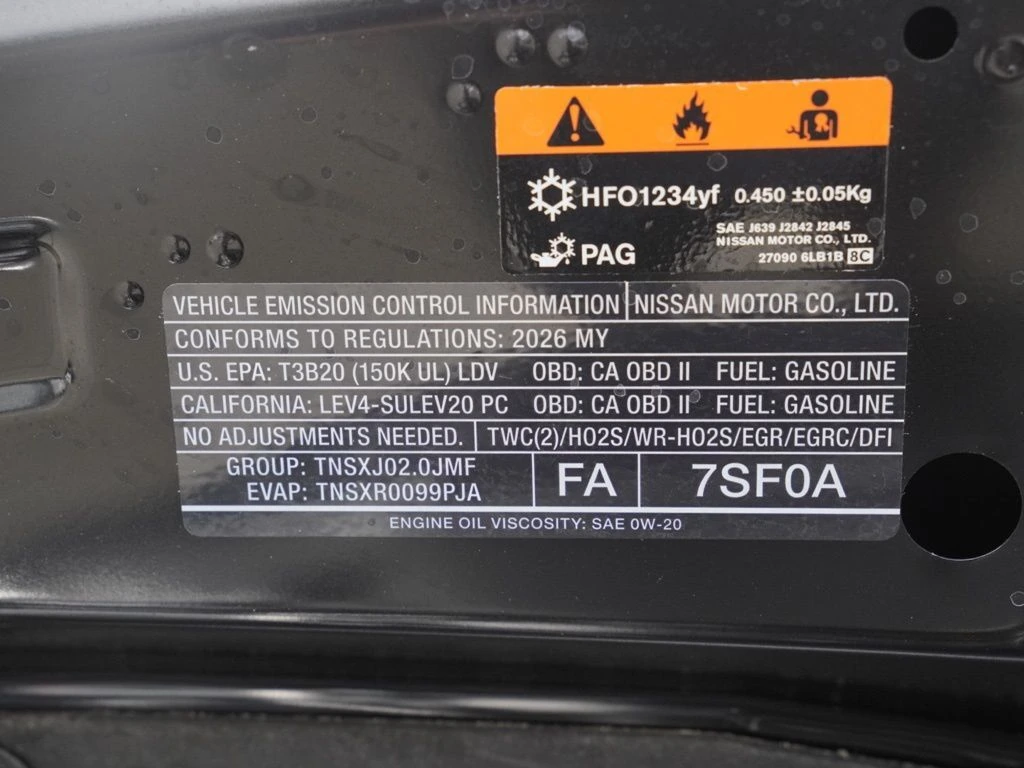 HFO1234yf 0.450 ±0.05Kg
SAE J639 J2842 J2845
NISSAN MOTOR CO., LTD.
PAG
27090 6LB1B 8C
VEHICLE EMISSION CONTROL INFORMATION NISSAN MOTOR CO., LTD.
CONFORMS TO REGULATIONS: 2026 MY
U.S. EPA: T3B20 (150K UL) LDV OBD: CA OBD II FUEL: GASOLINE
CALIFORNIA: LEV4-SULEV20 PC OBD: CA OBD II FUEL: GASOLINE
NO ADJUSTMENTS NEEDED. TWC(2)/HO2S/WR-HO2S/EGR/EGRC/DFI
GROUP: TNSXJ02.0JMF
EVAP: TNSXR0099PJA
FA 7SF0A
ENGINE OIL VISCOSITY: SAE 0W-20